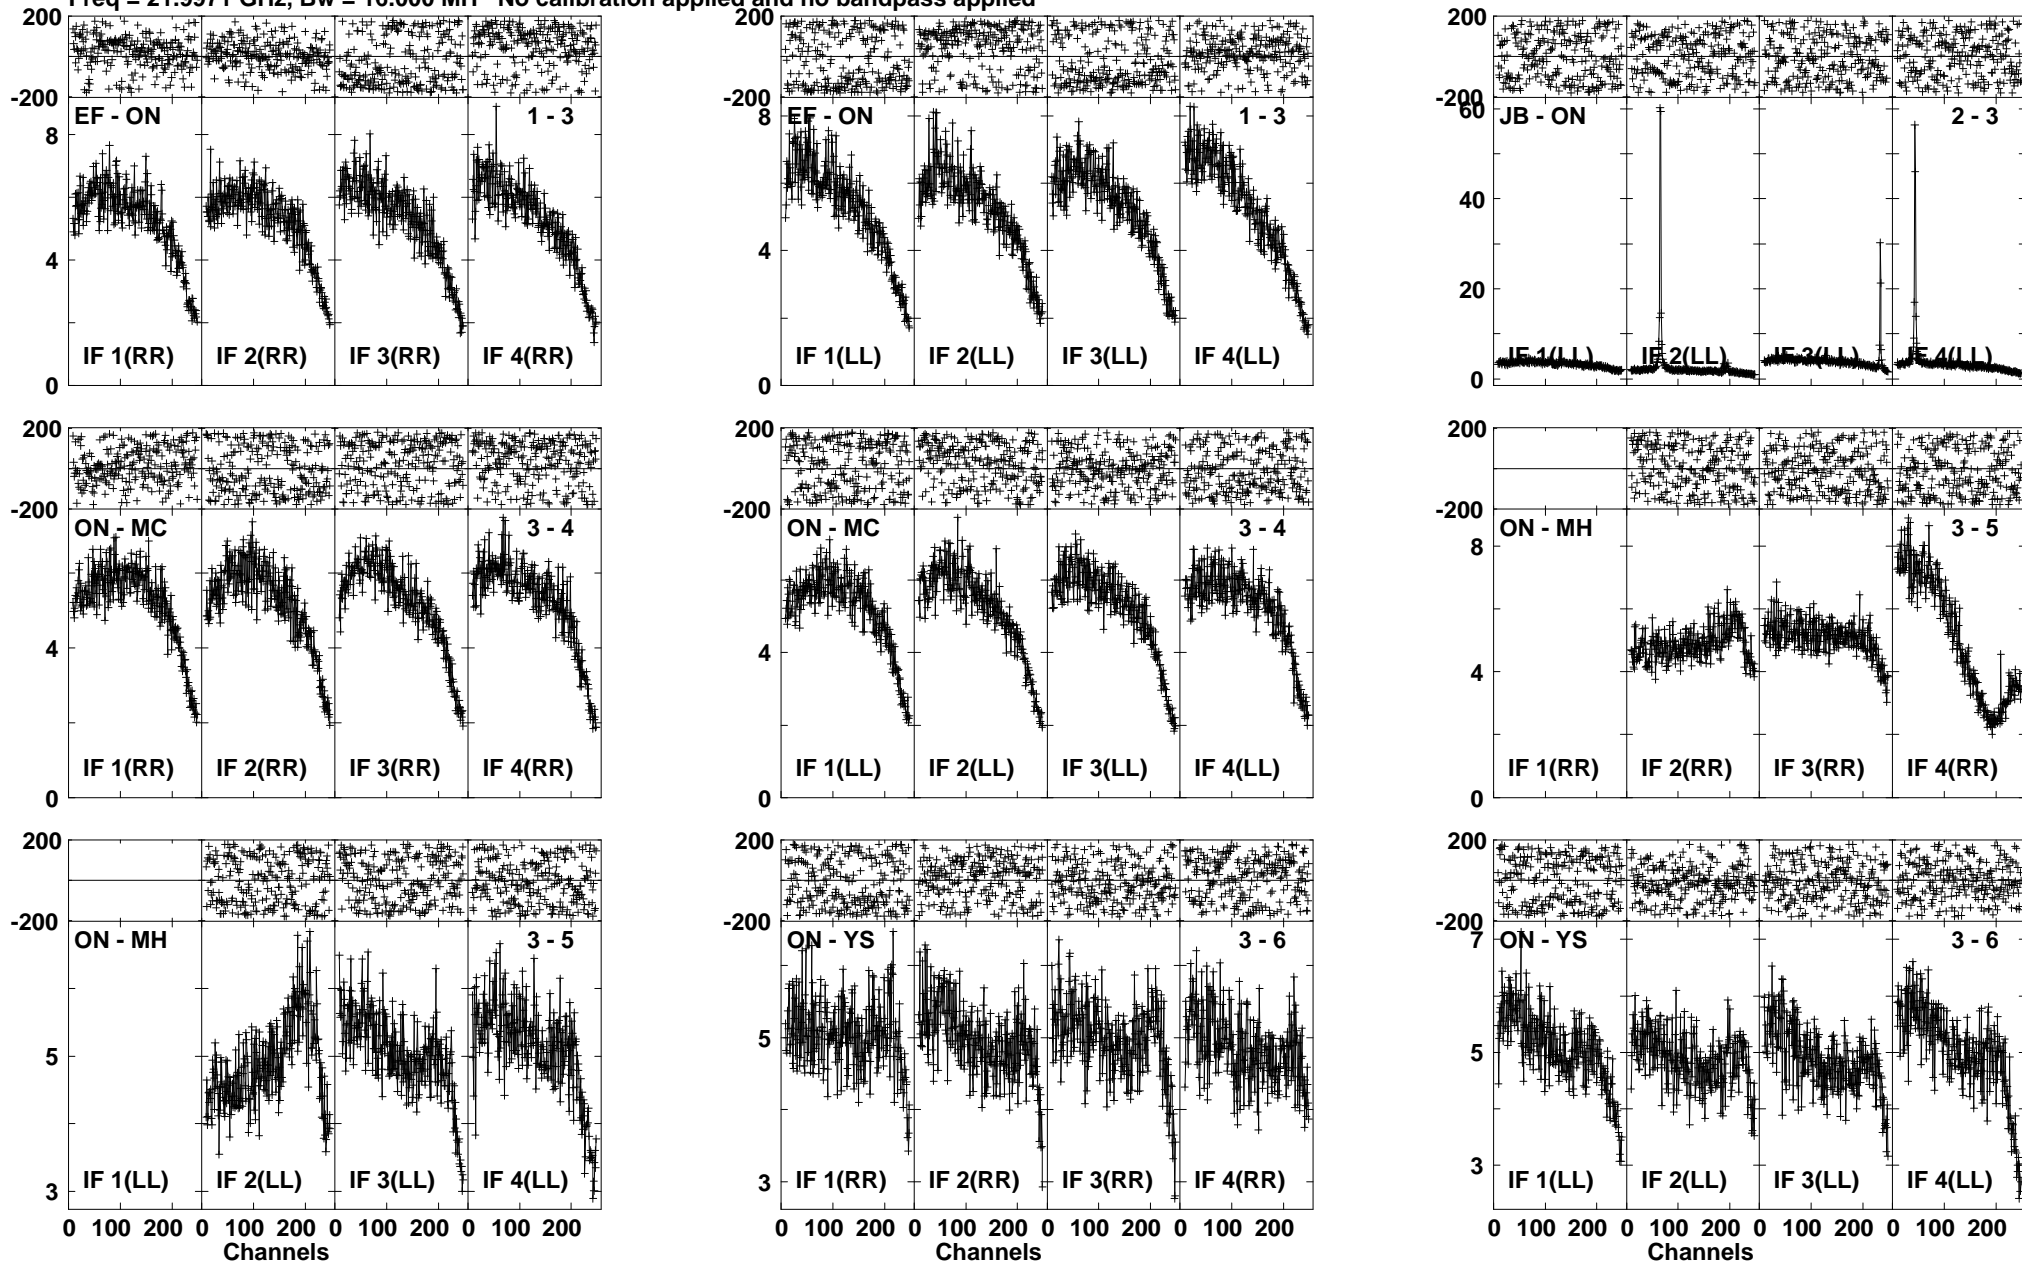 Freq = 21.9971 GHz, Bw = 16.000 MH No calibration applied and no bandpass applied
200 200 200
-200 -200 -200
EF - ON 1 - 3 EF - ON 1 - 3 60 JB - ON 2 - 3
8 8
40
4 4
20
IF 1(RR) IF 2(RR) IF 3(RR) IF 4(RR) IF 1(LL) IF 2(LL) IF 3(LL) IF 4(LL) IF 1(LL) IF 2(LL) IF 3(LL) IF 4(LL)
0 0 0
200 200 200
-200 -200 -200
ON - MC 3 - 4 ON - MC 3 - 4 ON - MH 3 - 5
8
4 4 4
IF 1(RR) IF 2(RR) IF 3(RR) IF 4(RR) IF 1(LL) IF 2(LL) IF 3(LL) IF 4(LL) IF 1(RR) IF 2(RR) IF 3(RR) IF 4(RR)
0 0 0
200 200 200
-200 -200 -200
ON - MH 3 - 5 ON - YS 3 - 6 7 ON - YS 3 - 6
5 5 5
IF 1(LL) IF 2(LL) IF 3(LL) IF 4(LL) IF 1(RR) IF 2(RR) IF 3(RR) IF 4(RR) IF 1(LL) IF 2(LL) IF 3(LL) IF 4(LL)
3 3 3
0 100 200 0 100 200 0 100 200 0 100 200 0 100 200 0 100 200 0 100 200 0 100 200 0 100 200 0 100 200 0 100 200 0 100 200
Channels Channels Channels